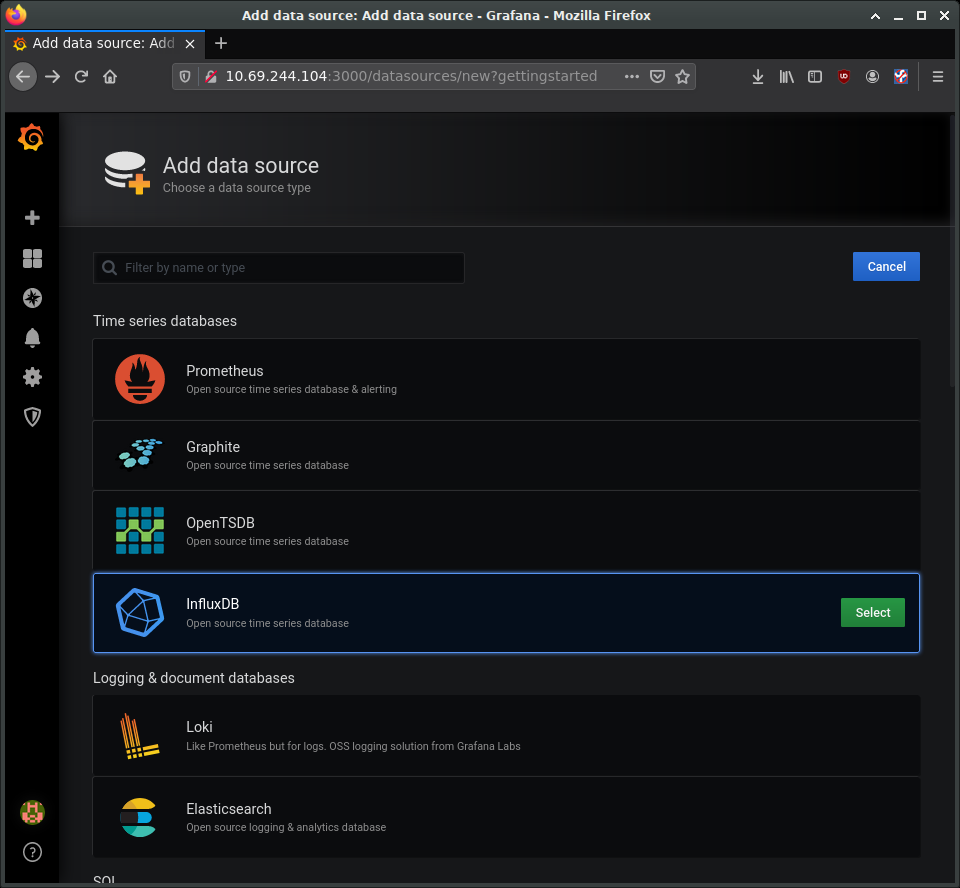 Add data source: Add data source - Grafana - Mozilla Firefox
Add data source: Add
10.69.244.104:3000/datasources/new?gettingstarted
Add data source
Choose a data source type
Filter by name or type
Cancel
Time series databases
Prometheus
Open source time series database & alerting
Graphite
Open source time series database
OpenTSDB
Open source time series database
InfluxDB
Open source time series database
Select
Logging & document databases
Loki
Like Prometheus but for logs. OSS logging solution from Grafana Labs
Elasticsearch
Open source logging & analytics database
SQL